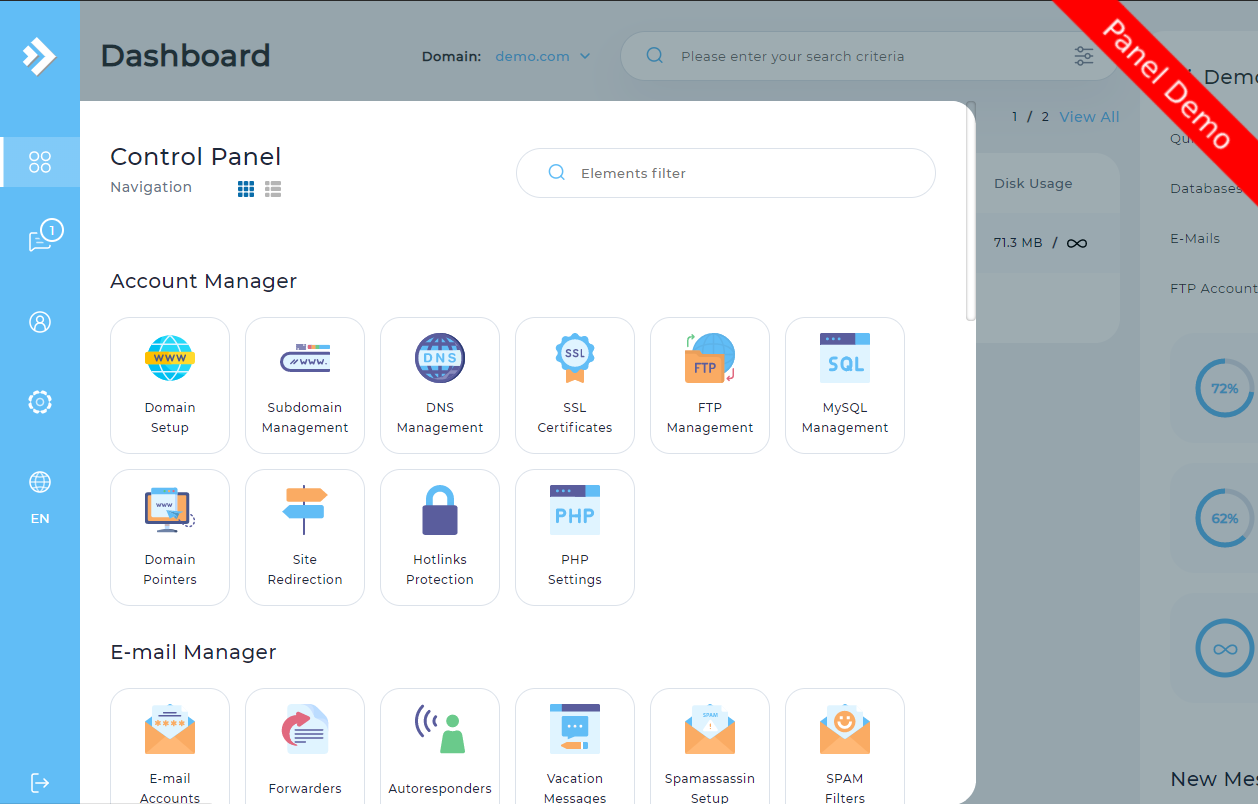 Dashboard
Domain: demo.com
Please enter your search criteria
Panel Demo
1 / 2 View All
Control Panel
Navigation
Elements filter
Disk Usage
71.3 MB / ∞
Databases
E-Mails
FTP Account
72%
62%
∞
1
EN
Account Manager
WWW
Domain
Setup
//WWW.
Subdomain
Management
DNS
DNS
Management
SSL
SSL
Certificates
FTP
FTP
Management
SQL
MySQL
Management
WWW
Domain
Pointers
Site
Redirection
Hotlinks
Protection
PHP
PHP
Settings
E-mail Manager
****
E-mail
Accounts
Forwarders
Autoresponders
Vacation
Messages
SPAM
Spamassassin
Setup
SPAM
Filters
New Mes